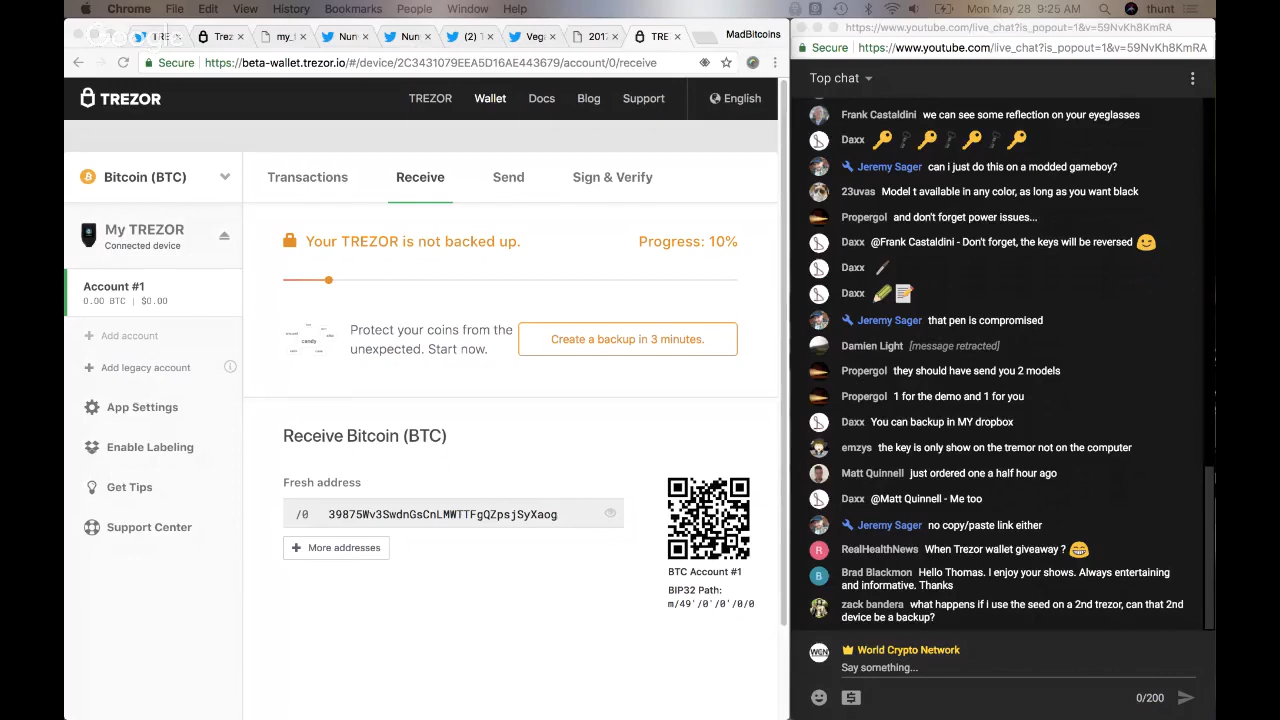 Chrome File Edit View History Bookmarks People Window Help
Mon May 28 9:25 AM thunt
Trez
my_
Nun
Nun
(2) T
Veg
201
TRE
MadBitcoins
Secure https://beta-wallet.trezor.io/#/device/2C3431079EEA5D16AE443679/account/0/receive
TREZOR
TREZOR Wallet Docs Blog Support English
Bitcoin (BTC)
Transactions Receive Send Sign & Verify
My TREZOR
Connected device
Account #1
0.00 BTC | $0.00
Add account
Add legacy account
App Settings
Enable Labeling
Get Tips
Support Center
Your TREZOR is not backed up. Progress: 10%
candy
Protect your coins from the
unexpected. Start now.
Create a backup in 3 minutes.
Receive Bitcoin (BTC)
Fresh address
/0 39875Wv3SwdnGsCnLMWTTFgQZpsjSyXaog
More addresses
BTC Account #1
BIP32 Path:
m/49'/0'/0'/0/0
https://www.youtube.com/live_chat?is_popout=1&v=59NvKh8KmRA
Secure https://www.youtube.com/live_chat?is_popout=1&v=59NvKh8KmRA
Top chat
Frank Castaldini we can see some reflection on your eyeglasses
Daxx
Jeremy Sager can i just do this on a modded gameboy?
23uvas Model t available in any color, as long as you want black
Propergol and don't forget power issues...
Daxx @Frank Castaldini - Don't forget, the keys will be reversed
Daxx
Daxx
Jeremy Sager that pen is compromised
Damien Light [message retracted]
Propergol they should have send you 2 models
Propergol 1 for the demo and 1 for you
Daxx You can backup in MY dropbox
emzys the key is only show on the tremor not on the computer
Matt Quinnell just ordered one a half hour ago
Daxx @Matt Quinnell - Me too
Jeremy Sager no copy/paste link either
RealHealthNews When Trezor wallet giveaway ?
Brad Blackmon Hello Thomas. I enjoy your shows. Always entertaining
and informative. Thanks
zack bandera what happens if I use the seed on a 2nd trezor, can that 2nd
device be a backup?
WCN World Crypto Network
Say something...
0/200